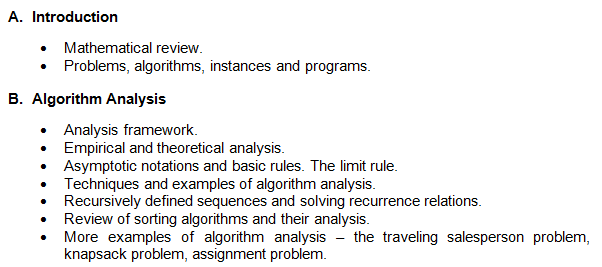 A. Introduction
• Mathematical review.
• Problems, algorithms, instances and programs.
B. Algorithm Analysis
• Analysis framework.
• Empirical and theoretical analysis.
• Asymptotic notations and basic rules. The limit rule.
• Techniques and examples of algorithm analysis.
• Recursively defined sequences and solving recurrence relations.
• Review of sorting algorithms and their analysis.
• More examples of algorithm analysis – the traveling salesperson problem,
knapsack problem, assignment problem.